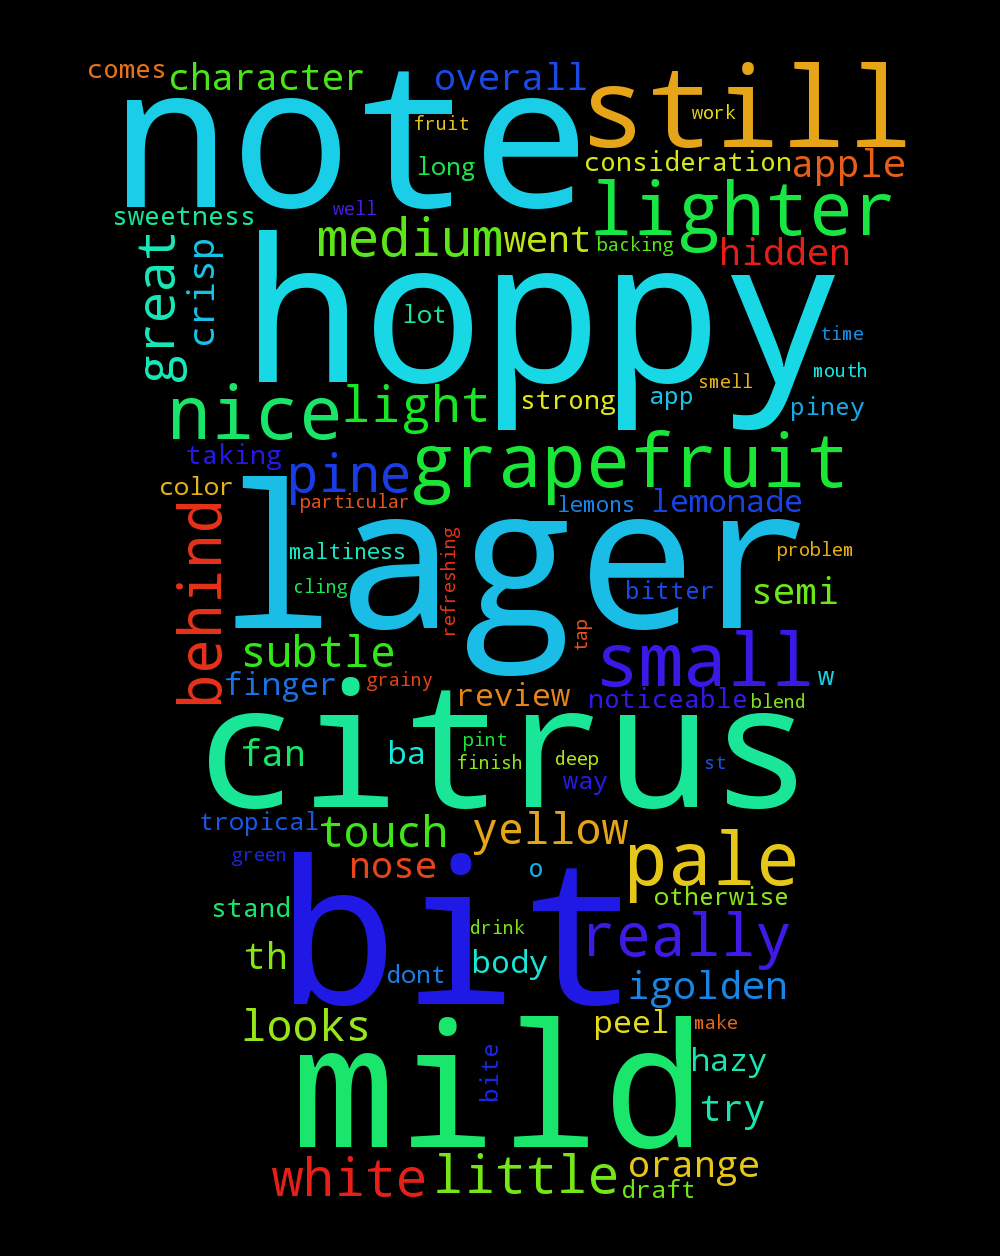 comes character overall
note still
fruit work
long consideration apple
sweetness well lighter
medium went backing hidden
great crisp hoppy
lot time
mouth
smell
nice light strong app piney
taking pine grapefruit
color particular lemons lemonade
behind lager
maltiness refreshing problem
cling bitter semi
tap
subtle small
finger grainy review noticeable blend w
citrus
fan ba pint
finish deep st
way
tropical touch yellow
green nose o pale
otherwise
stand bit drink really
th dont body igolden
looks peel make
mild bite hazy
try
white little orange
draft